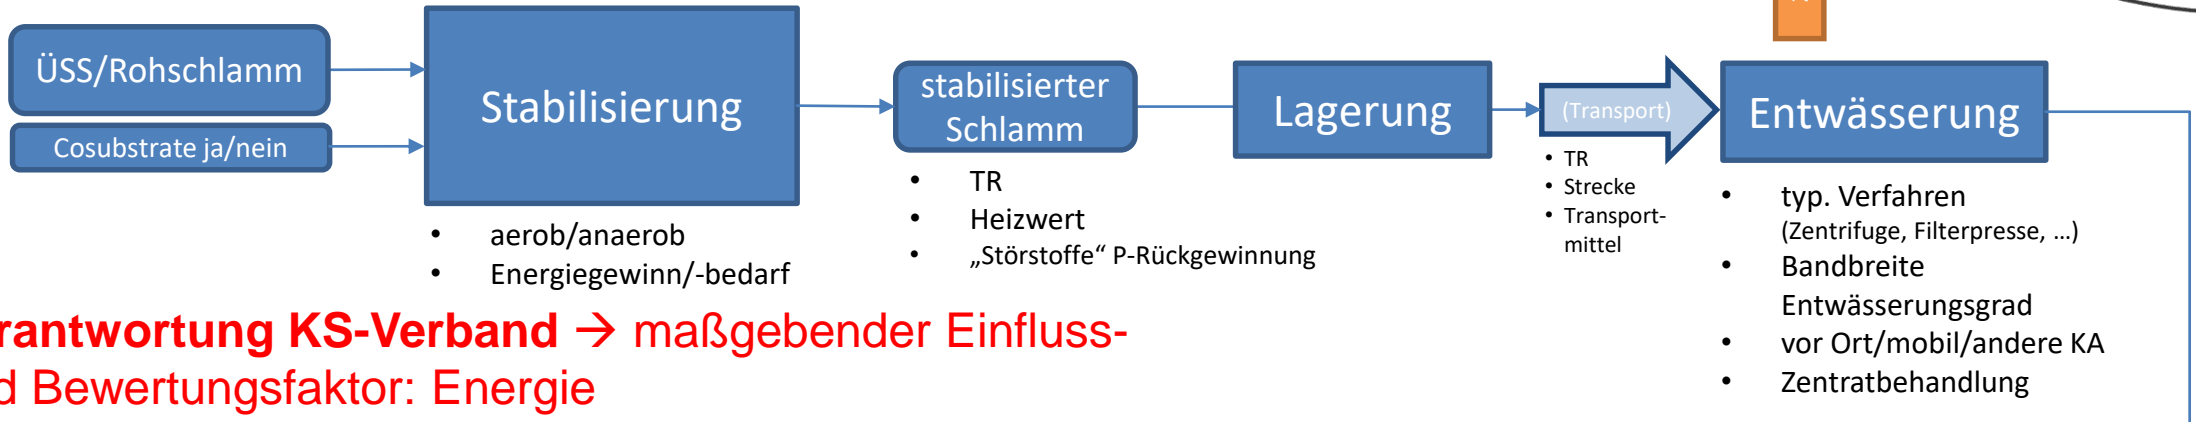 ÜSS/Rohschlamm
Cosubstrate ja/nein
Stabilisierung
• aerob/anaerob
• Energiegewinn/-bedarf
stabilisierter
Schlamm
• TR
• Heizwert
• „Störstoffe“ P-Rückgewinnung
Lagerung
(Transport)
• TR
• Strecke
• Transport-
mittel
Entwässerung
• typ. Verfahren
(Zentrifuge, Filterpresse, …)
• Bandbreite
Entwässerungsgrad
• vor Ort/mobil/andere KA
• Zentratbehandlung
rantwortung KS-Verband → maßgebender Einfluss-
d Bewertungsfaktor: Energie